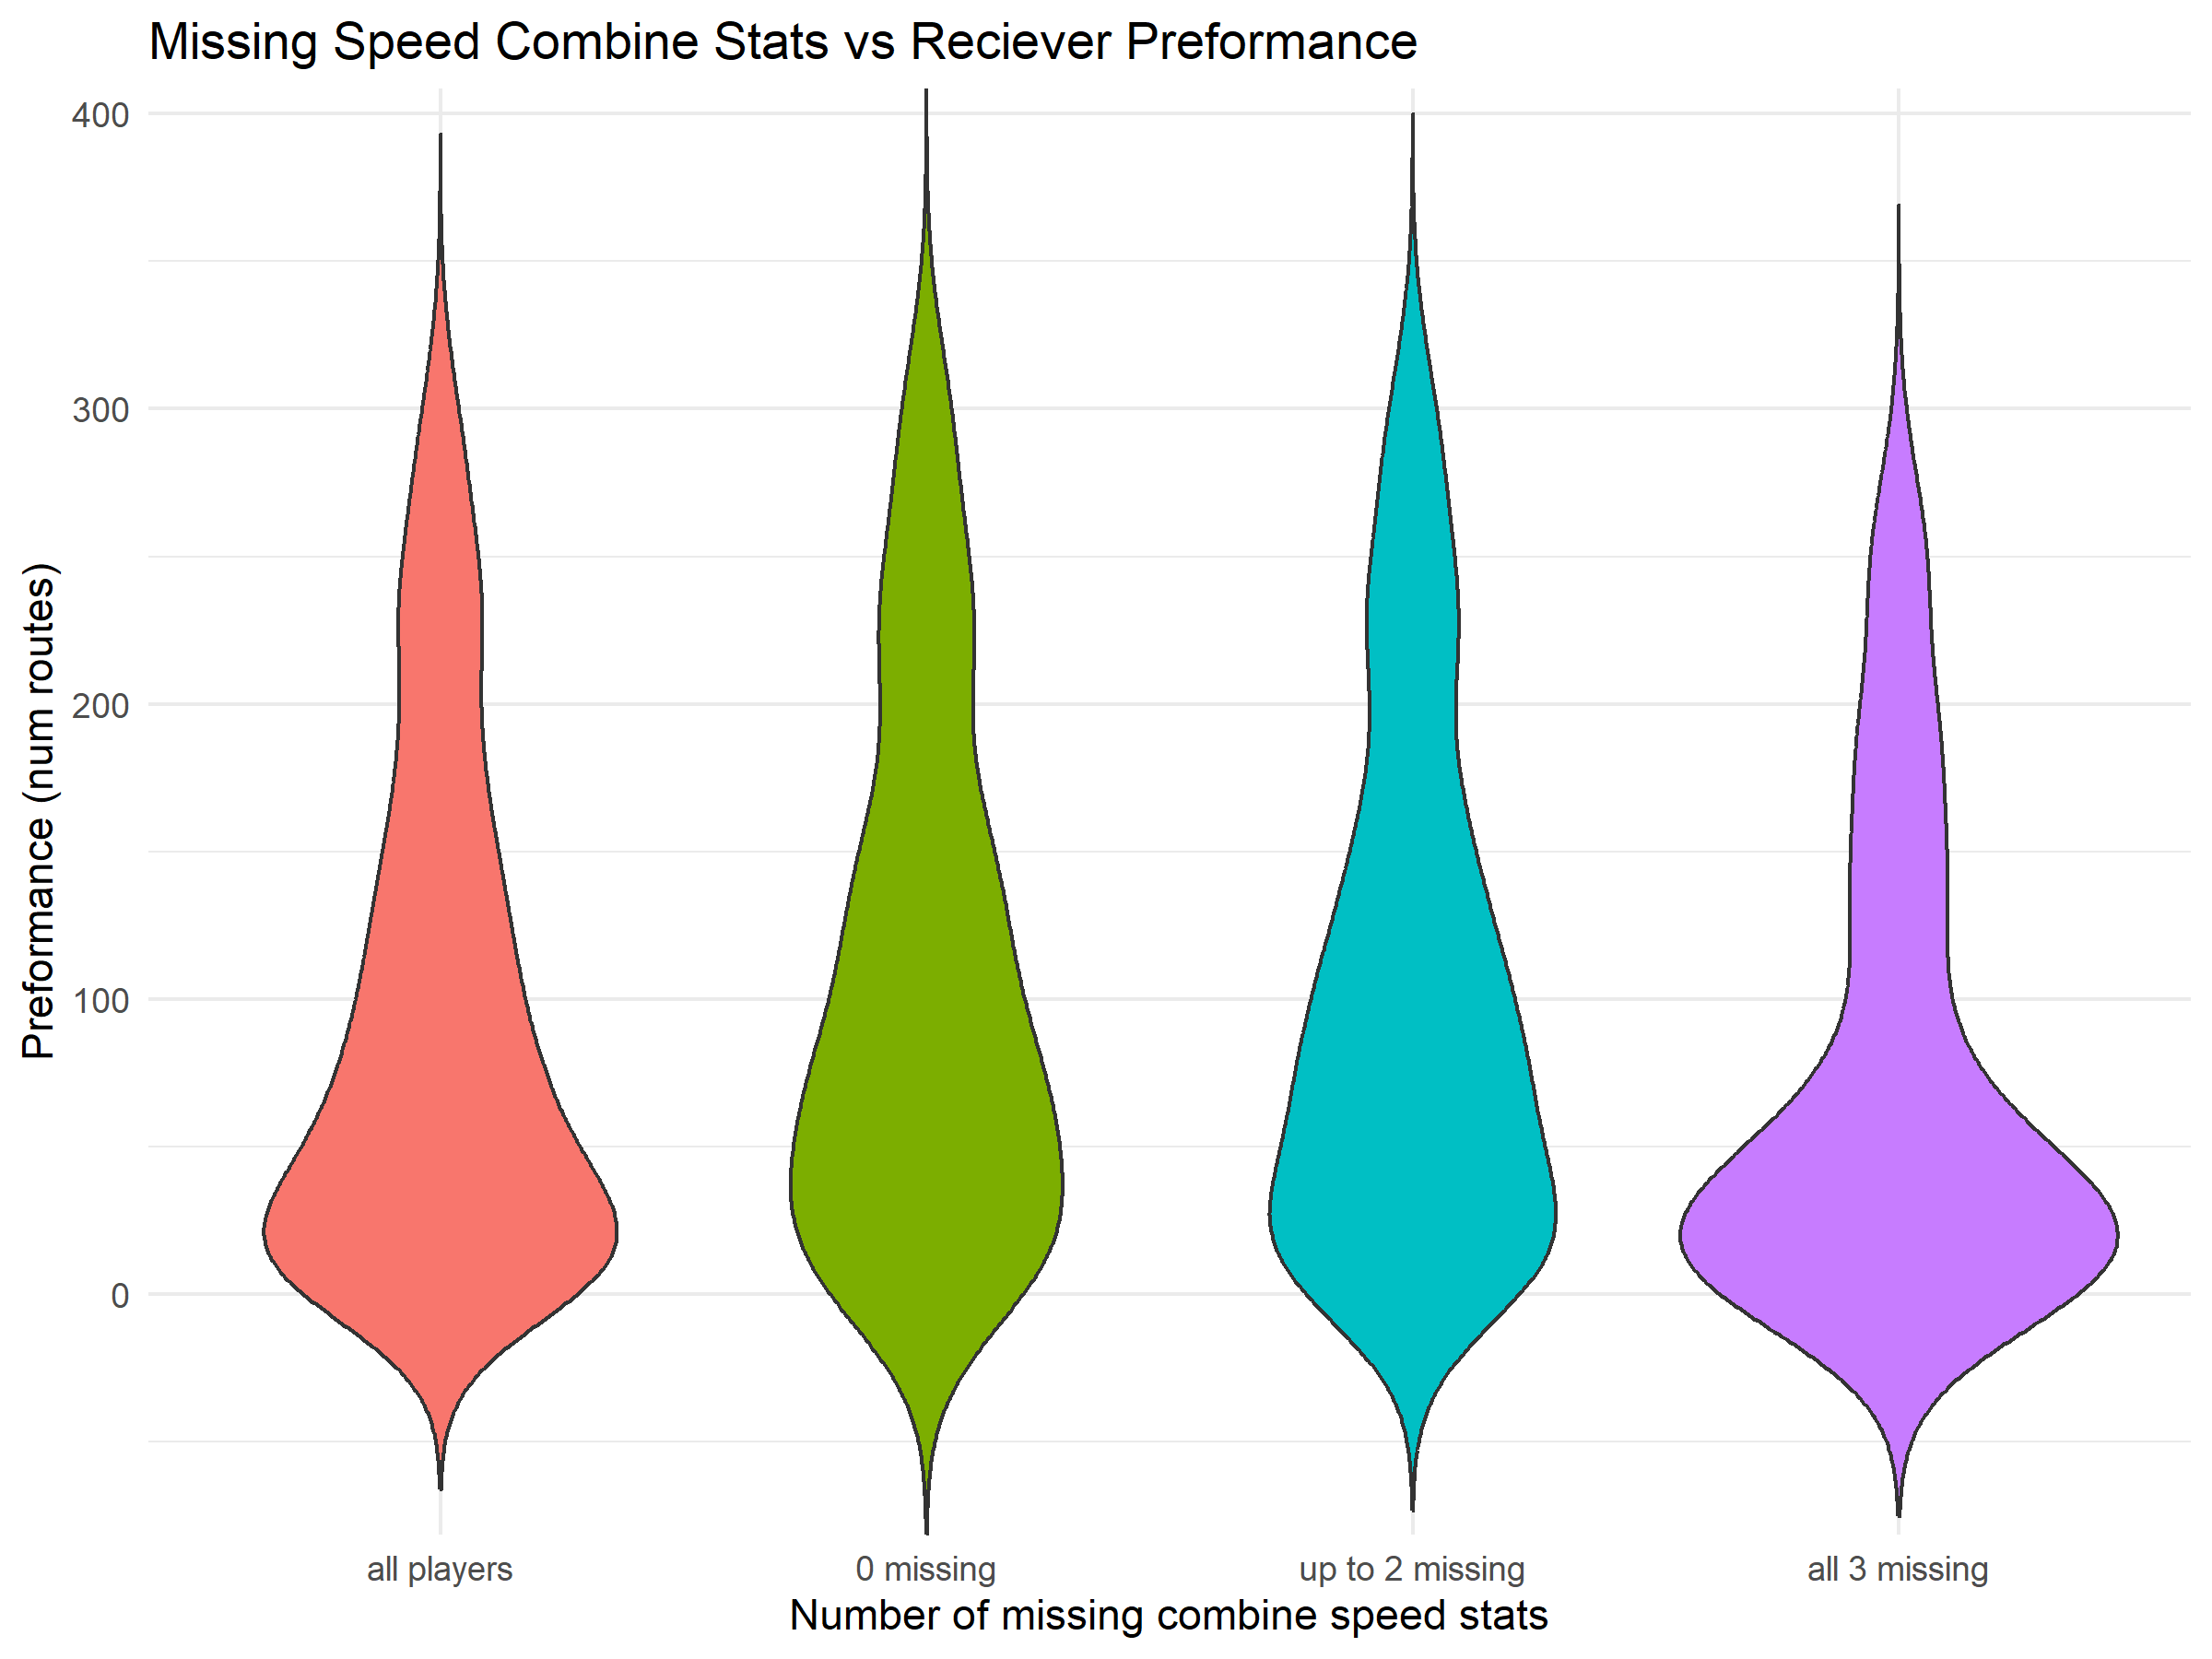 Missing Speed Combine Stats vs Reciever Preformance
Preformance (num routes)
400
300
200
100
0
all players
0 missing
up to 2 missing
all 3 missing
Number of missing combine speed stats